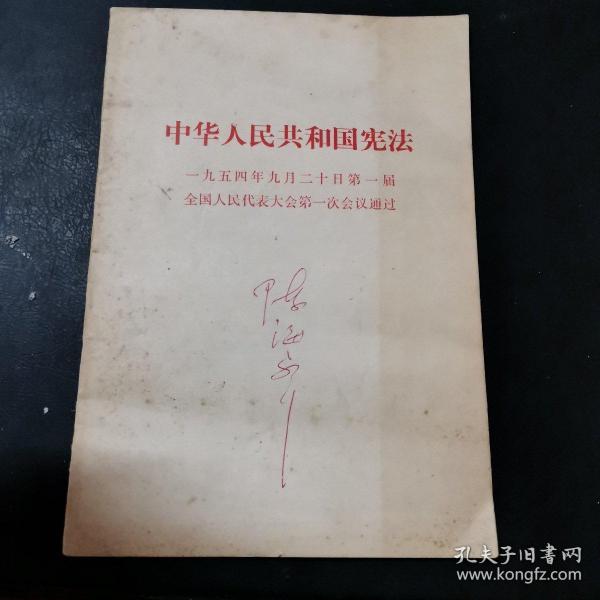 中华人民共和国宪法
一九五四年九月二十日第一届
全国人民代表大会第一次会议通过
孔夫子旧书网
www.kongfz.com